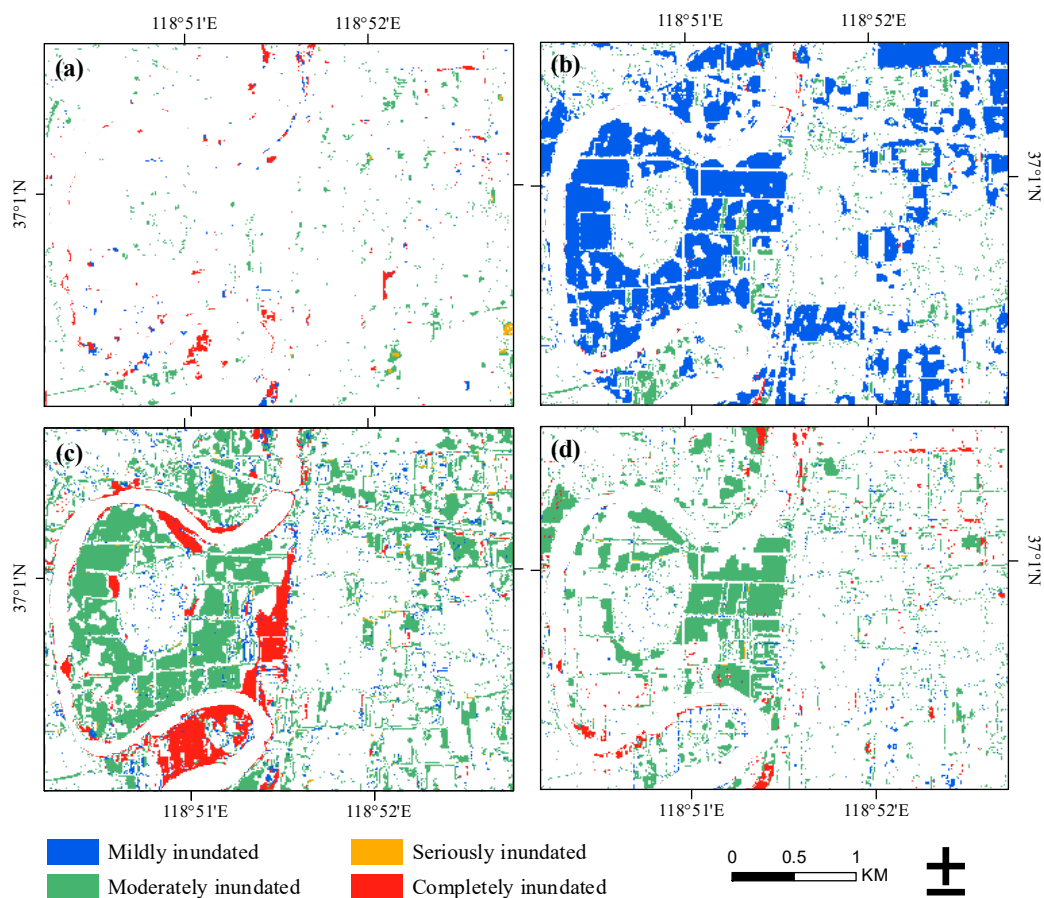 118°51'E 118°52'E 118°51'E 118°52'E
(a) (b)
37°1'N 37°1'N
(c) (d)
37°1'N 37°1'N
118°51'E 118°52'E 118°51'E 118°52'E
Mildly inundated Seriously inundated 0 0.5 1
Moderately inundated Completely inundated KM